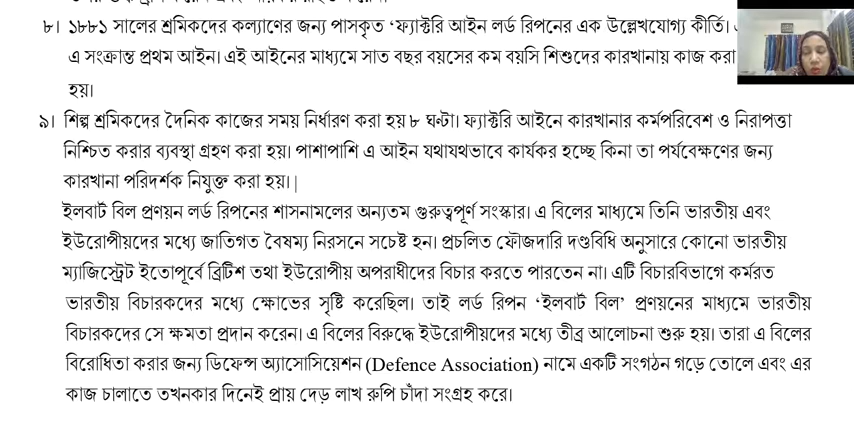 ৮। ১৮৮১ সালের শ্রমিকদের কল্যাণের জন্য পাসকৃত ‘ফ্যাক্টরি আইন লর্ড রিপনের এক উল্লেখযোগ্য কীর্তি।
এ সংক্রান্ত প্রথম আইন। এই আইনের মাধ্যমে সাত বছর বয়সের কম বয়সি শিশুদের কারখানায় কাজ করা
হয়।
৯। শিল্প শ্রমিকদের দৈনিক কাজের সময় নির্ধারণ করা হয় ৮ ঘণ্টা। ফ্যাক্টরি আইনে কারখানার কর্মপরিবেশ ও নিরাপত্তা
নিশ্চিত করার ব্যবস্থা গ্রহণ করা হয়। পাশাপাশি এ আইন যথাযথভাবে কার্যকর হচ্ছে কিনা তা পর্যবেক্ষণের জন্য
কারখানা পরিদর্শক নিযুক্ত করা হয়।
ইলবার্ট বিল প্রণয়ন লর্ড রিপনের শাসনামলের অন্যতম গুরুত্বপূর্ণ সংস্কার। এ বিলের মাধ্যমে তিনি ভারতীয় এবং
ইউরোপীয়দের মধ্যে জাতিগত বৈষম্য নিরসনে সচেষ্ট হন। প্রচলিত ফৌজদারি দণ্ডবিধি অনুসারে কোনো ভারতীয়
ম্যাজিস্ট্রেট ইতোপূর্বে ব্রিটিশ তথা ইউরোপীয় অপরাধীদের বিচার করতে পারতেন না। এটি বিচারবিভাগে কর্মরত
ভারতীয় বিচারকদের মধ্যে ক্ষোভের সৃষ্টি করেছিল। তাই লর্ড রিপন ‘ইলবার্ট বিল’ প্রণয়নের মাধ্যমে ভারতীয়
বিচারকদের সে ক্ষমতা প্রদান করেন। এ বিলের বিরুদ্ধে ইউরোপীয়দের মধ্যে তীব্র আলোচনা শুরু হয়। তারা এ বিলের
বিরোধিতা করার জন্য ডিফেন্স অ্যাসোসিয়েশন (Defence Association) নামে একটি সংগঠন গড়ে তোলে এবং এর
কাজ চালাতে তখনকার দিনেই প্রায় দেড় লাখ রুপি চাঁদা সংগ্রহ করে।